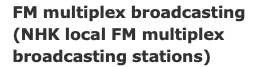 FM multiplex broadcasting
(NHK local FM multiplex
broadcasting stations)